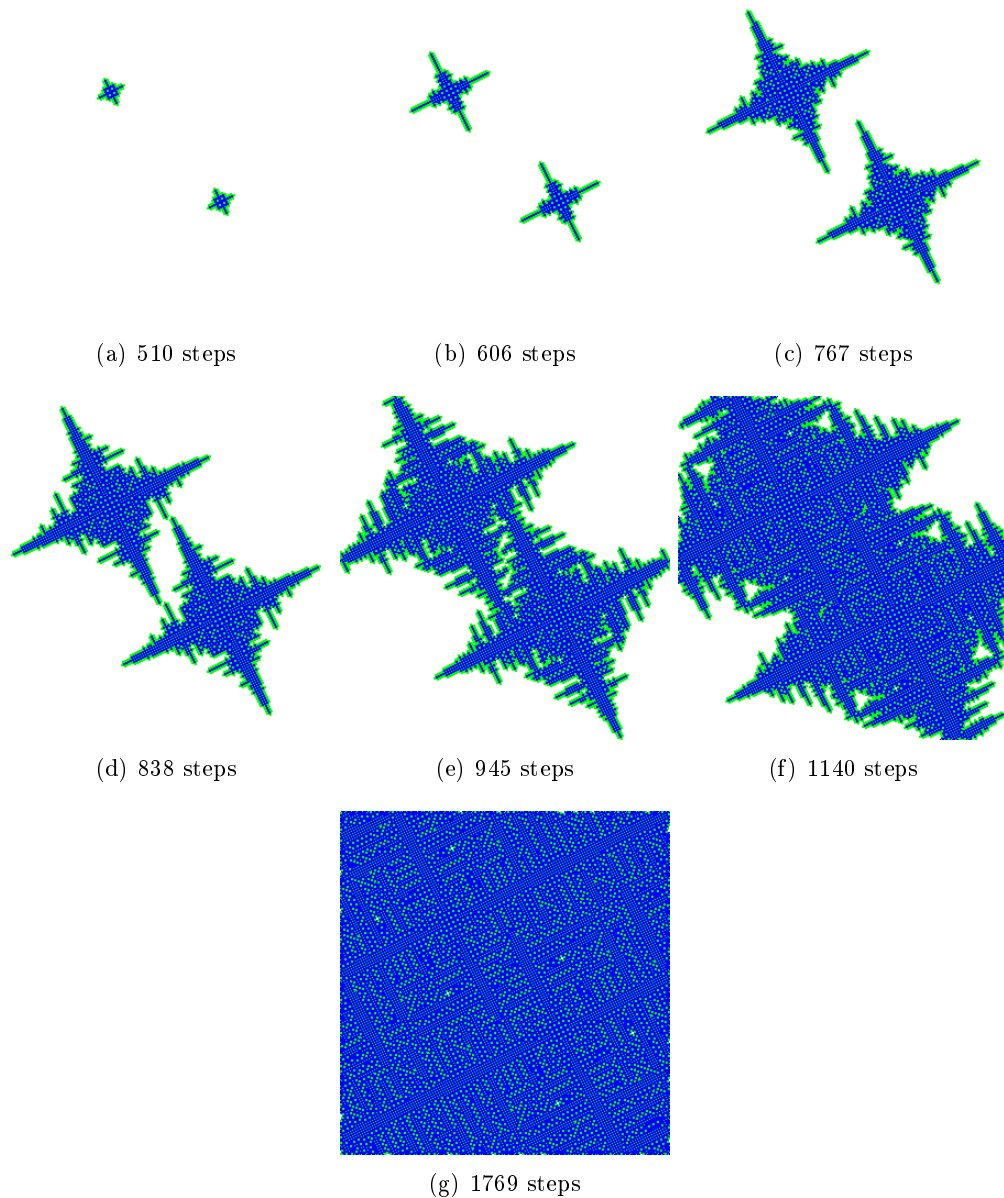 (a) 510 steps
(b) 606 steps
(c) 767 steps
(d) 838 steps
(e) 945 steps
(f) 1140 steps
(g) 1769 steps